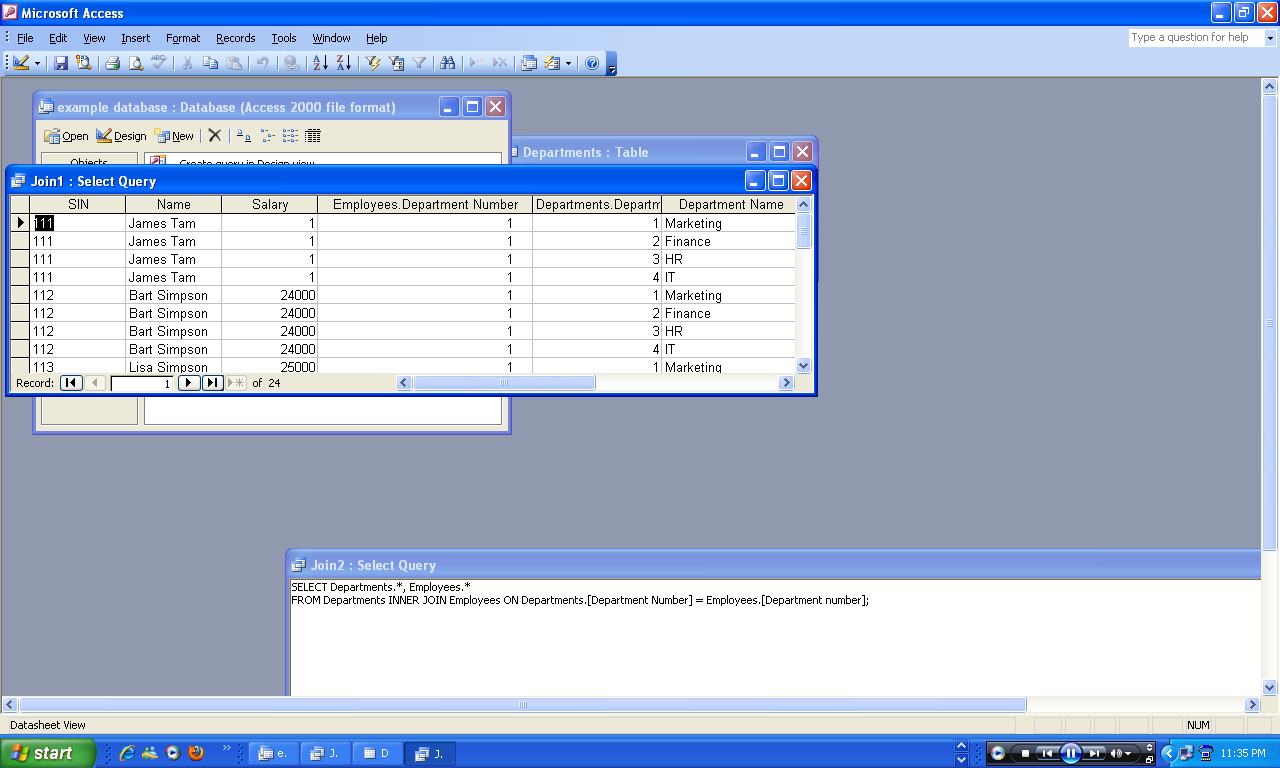 Microsoft Access
File Edit View Insert Format Records Tools Window Help
Type a question for help
example database : Database (Access 2000 file format)
Open Design New
Objects
Create query in Design view
Departments : Table
Join1 : Select Query
SIN Name Salary Employees.Department Number Departments.Departm Department Name
111 James Tam 1 1 1 Marketing
111 James Tam 1 1 2 Finance
111 James Tam 1 1 3 HR
111 James Tam 1 1 4 IT
112 Bart Simpson 24000 1 1 Marketing
112 Bart Simpson 24000 1 2 Finance
112 Bart Simpson 24000 1 3 HR
112 Bart Simpson 24000 1 4 IT
113 Lisa Simpson 25000 1 1 Marketing
Record: 1 of 24
Join2 : Select Query
SELECT Departments.*, Employees.*
FROM Departments INNER JOIN Employees ON Departments.[Department Number] = Employees.[Department number];
Datasheet View
NUM
start
e.
J.
D
J.
11:35 PM